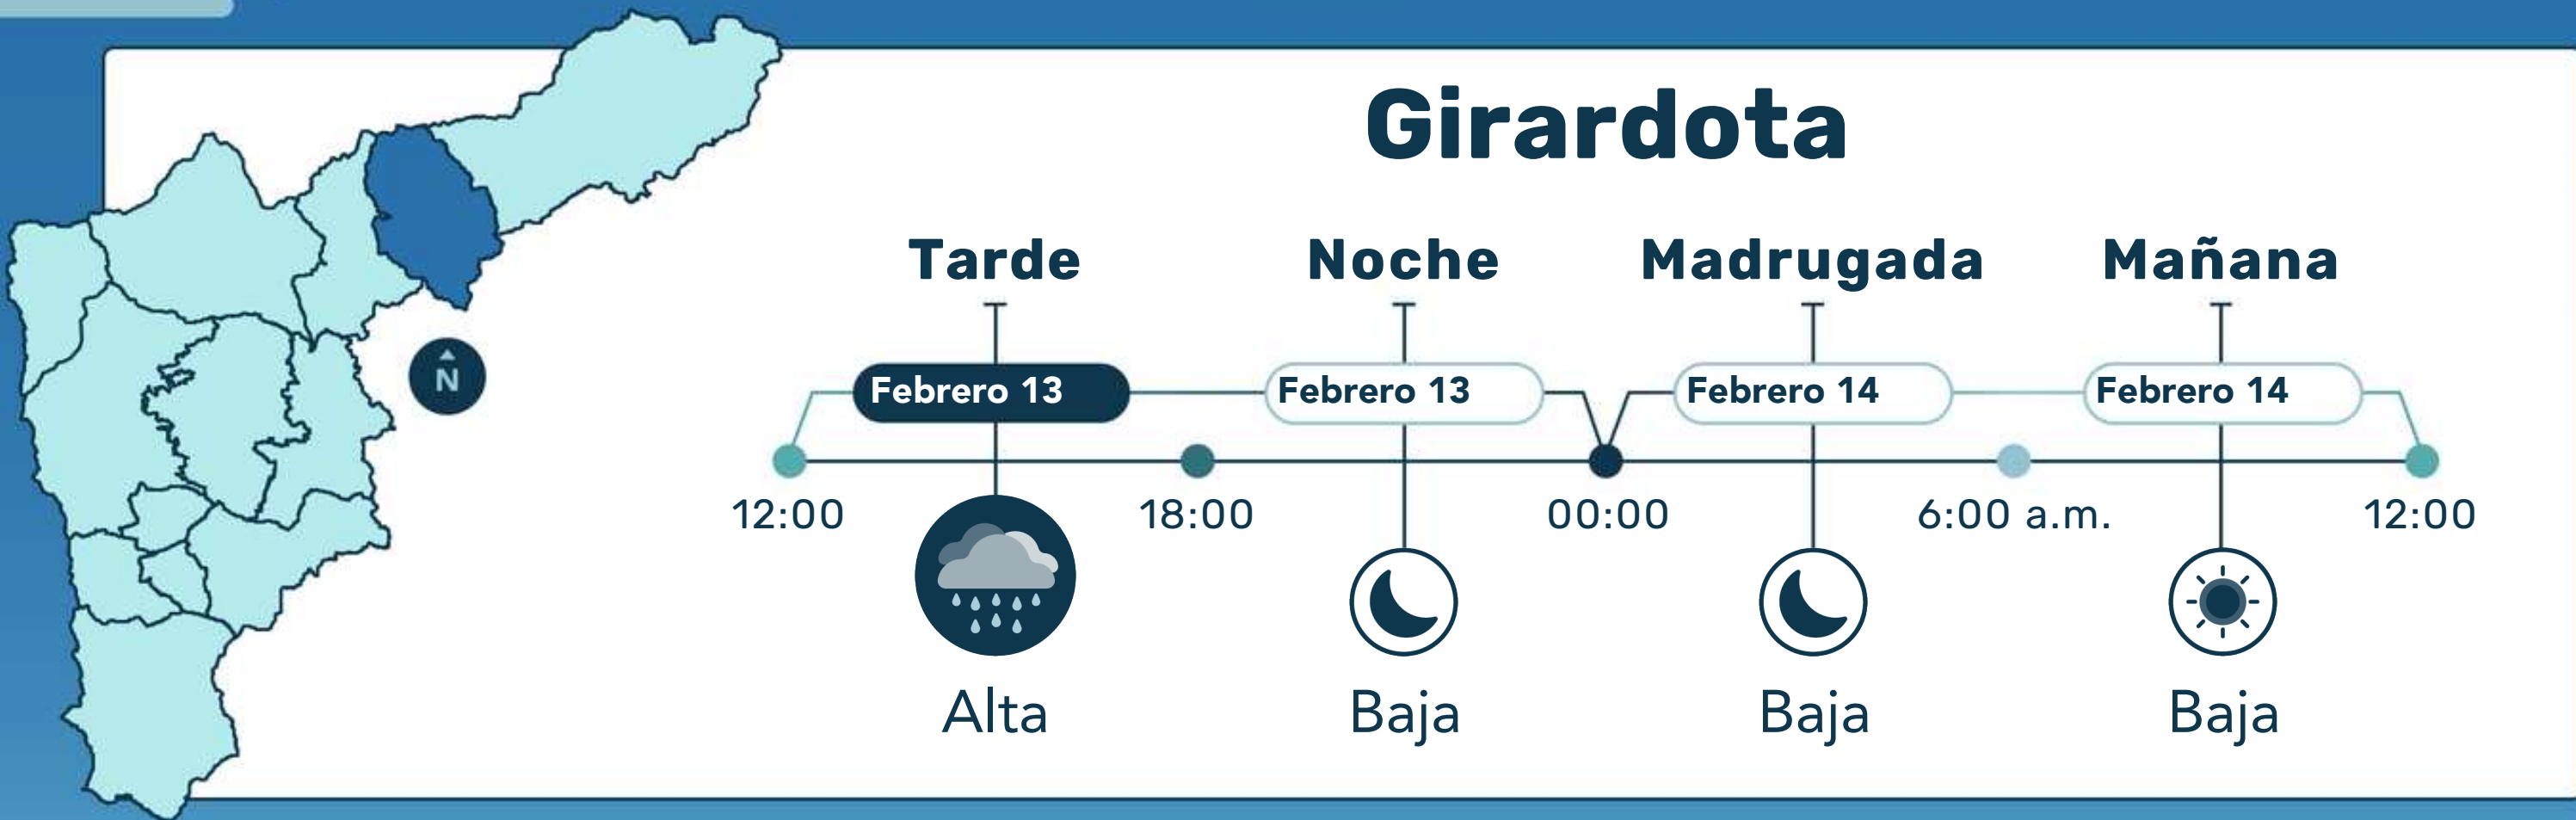 Girardota
Tarde Noche Madrugada Mañana
Febrero 13 Febrero 13 Febrero 14 Febrero 14
N
12:00 18:00 00:00 6:00 a.m. 12:00
Alta Baja Baja Baja